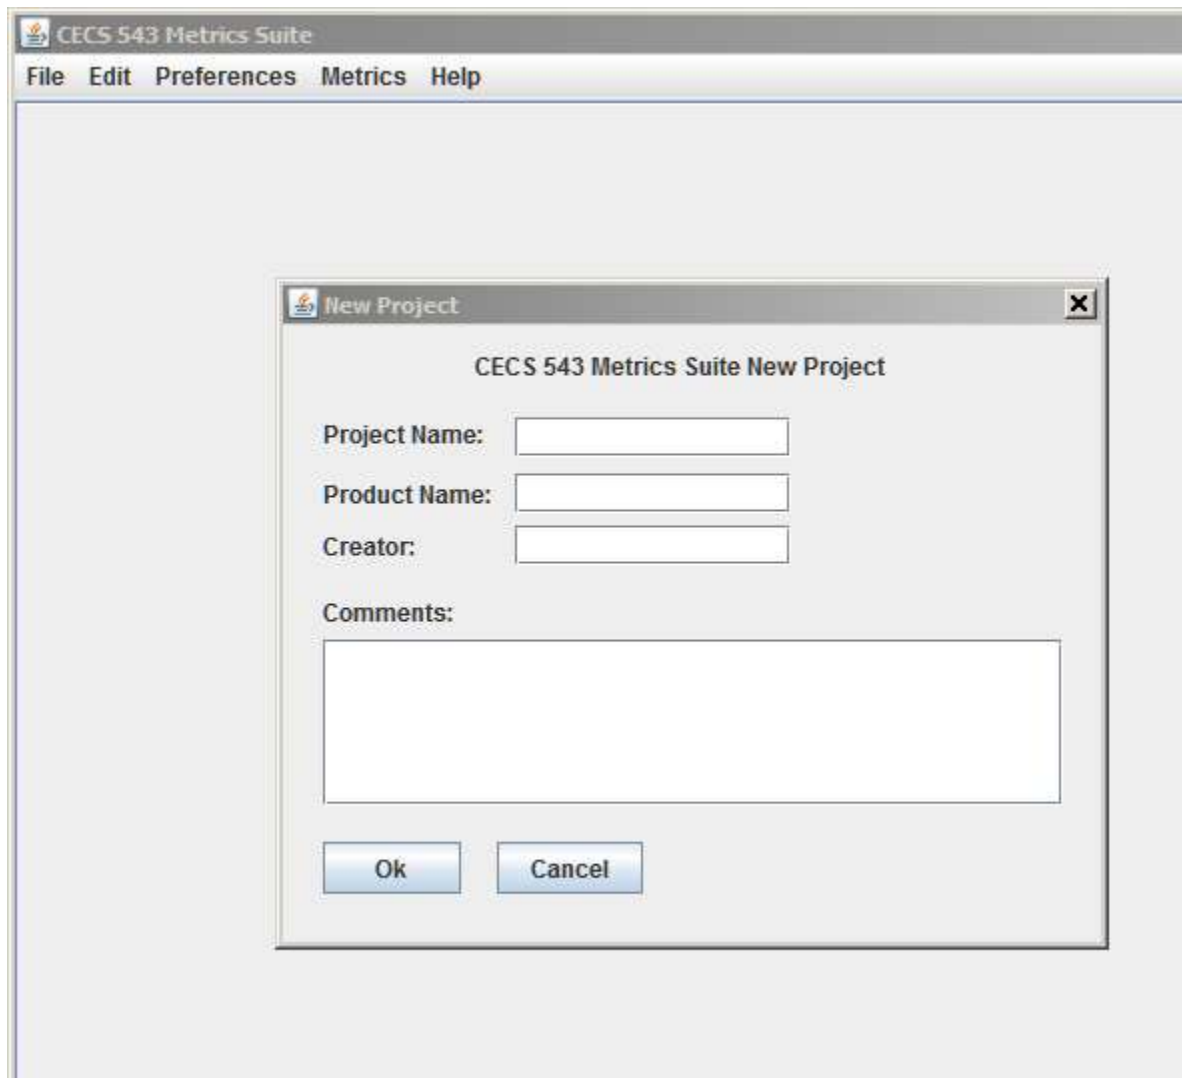 CECS 543 Metrics Suite
File Edit Preferences Metrics Help
New Project
CECS 543 Metrics Suite New Project
Project Name:
Product Name:
Creator:
Comments:
Ok Cancel